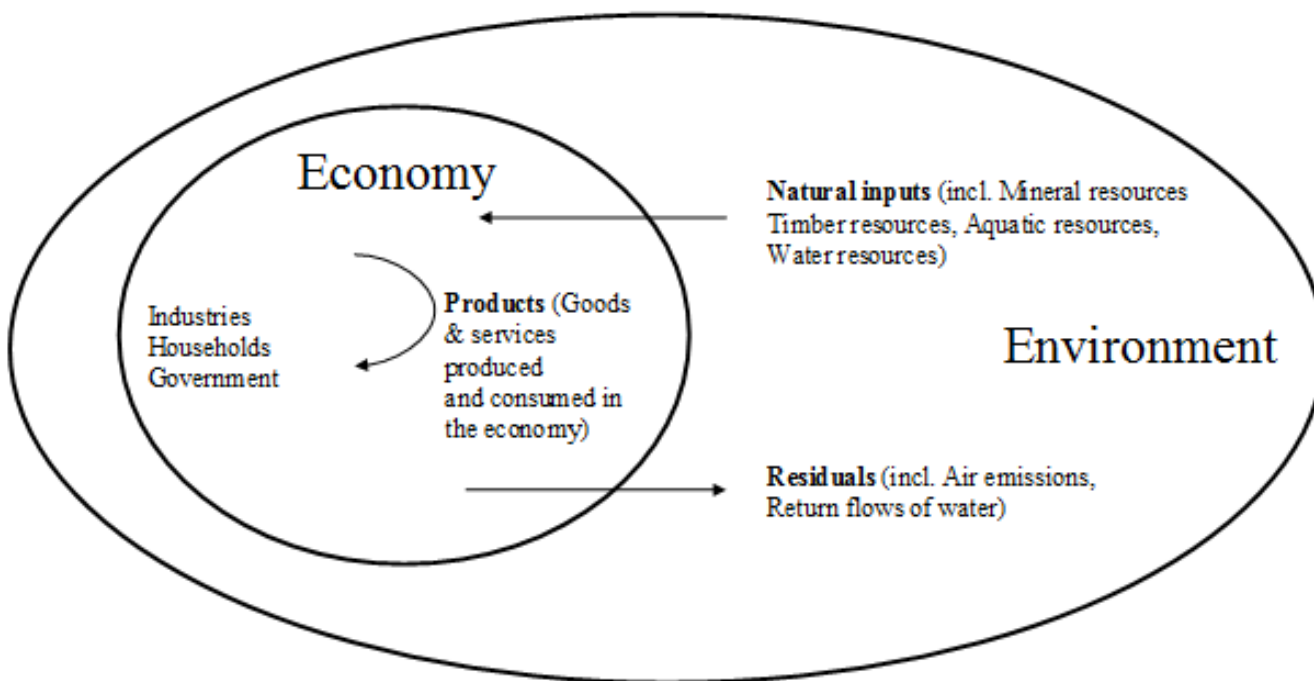 Economy
Natural inputs (incl. Mineral resources
Timber resources, Aquatic resources,
Water resources)
Industries
Households
Government
Products (Goods
& services
produced
and consumed in
the economy)
Environment
Residuals (incl. Air emissions,
Return flows of water)